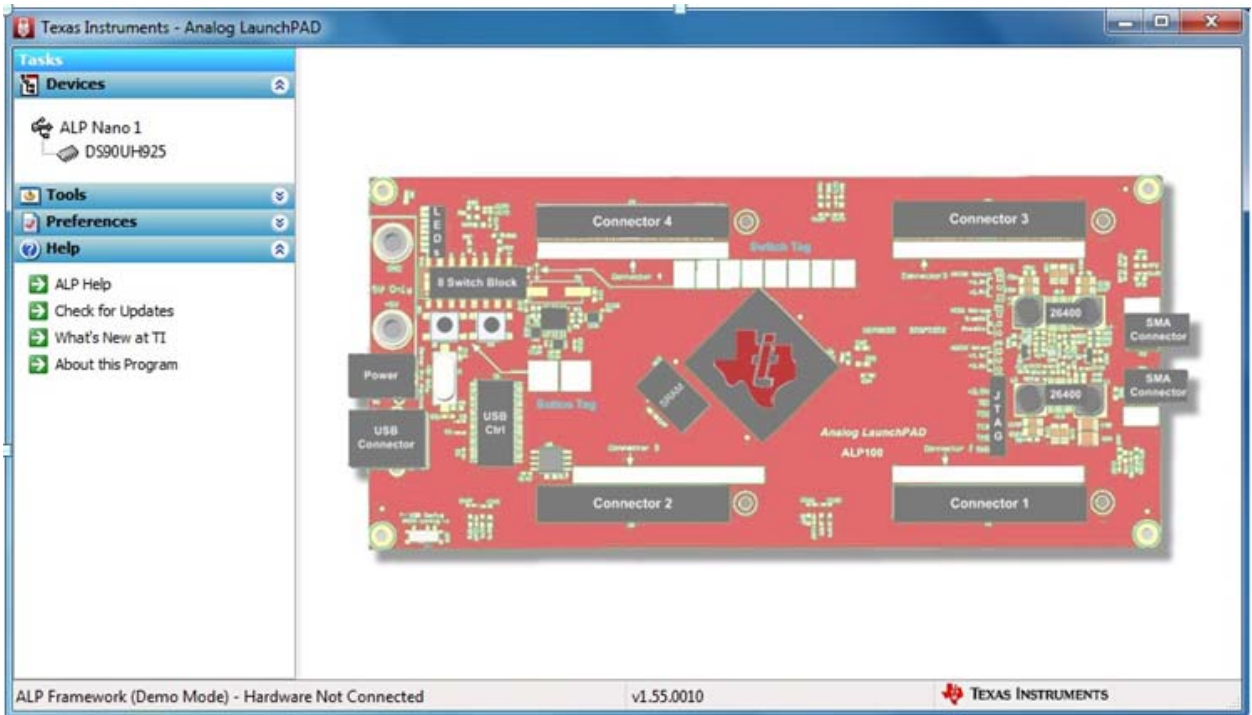 Texas Instruments - Analog LaunchPAD
Tasks
Devices
ALP Nano 1
DS90UH925
Tools
Preferences
Help
ALP Help
Check for Updates
What's New at TI
About this Program
LEDs
Connector 4
Connector 3
Switch Tag
8 Switch Block
Connector 4
26400
SMA
Connector
Power
USB
Connector
USB
Ctrl
Button Tag
SRAM
JTAG
26400
SMA
Connector
Analog LaunchPAD
ALP100
Connector 2
Connector 1
ALP Framework (Demo Mode) - Hardware Not Connected
v1.55.0010
TEXAS INSTRUMENTS